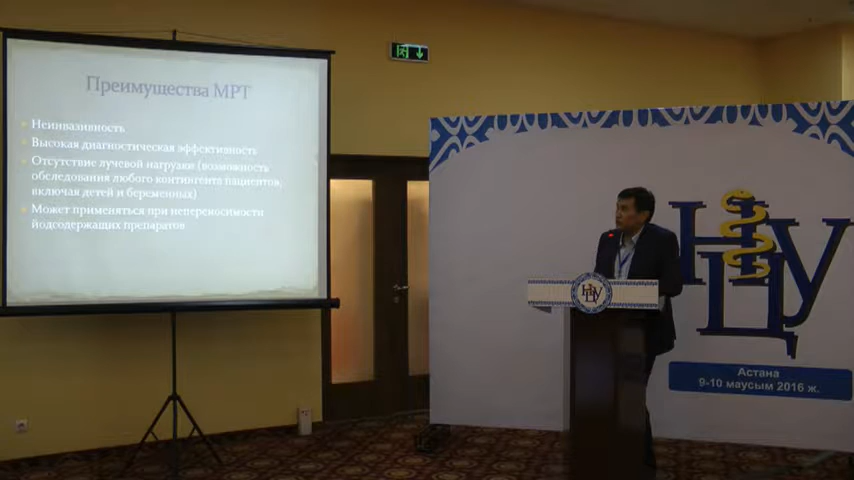 Преимущества МРТ
Неинвазивность
Высокая диагностическая эффективность
Отсутствие лучевой нагрузки (возможность
обследования любого контингента пациентов,
включая детей и беременных)
Может применяться при непереносимости
йодсодержащих препаратов
ННЦУ
НЦУ
Астана
9-10 маусым 2016 ж.